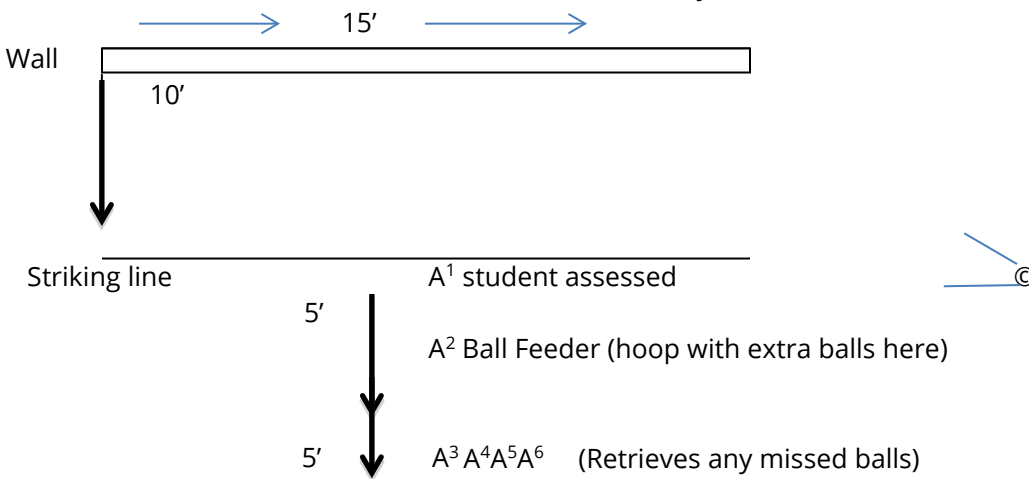 15’
Wall
10’
Striking line A¹ student assessed
©
5’
A² Ball Feeder (hoop with extra balls here)
5’ A³ A⁴A⁵A⁶ (Retrieves any missed balls)